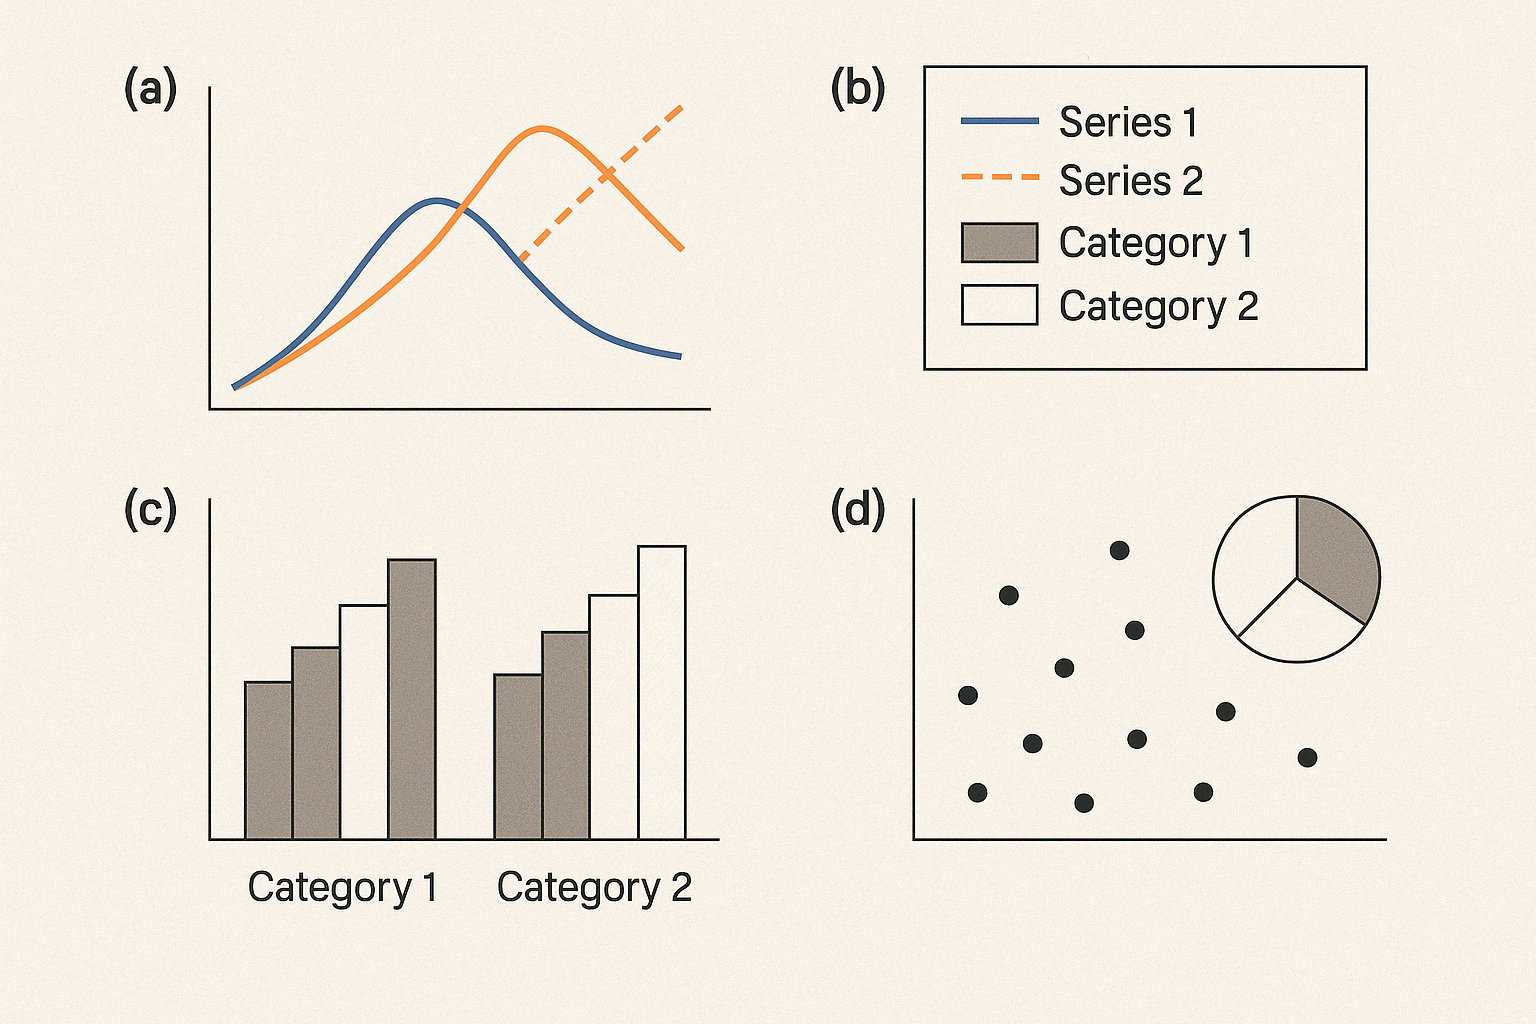 (a)
(b)
Series 1
Series 2
Category 1
Category 2
(c)
Category 1
Category 2
(d)